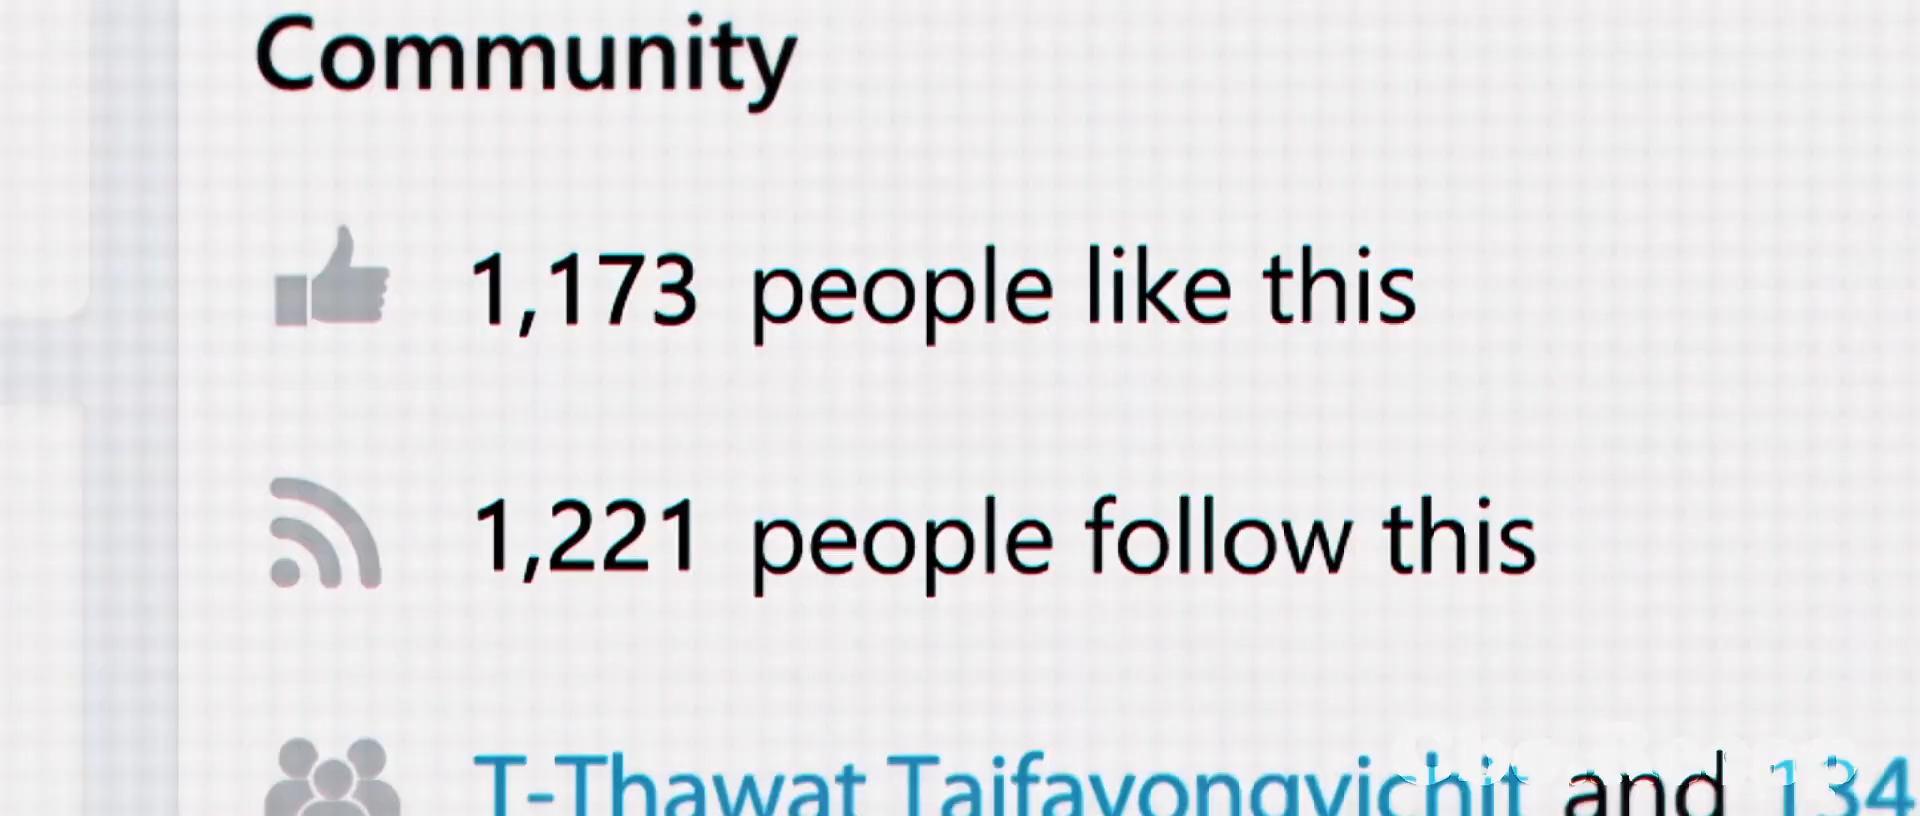 Community
1,173 people like this
1,221 people follow this
T-Thawat Taifayongvichit and 134